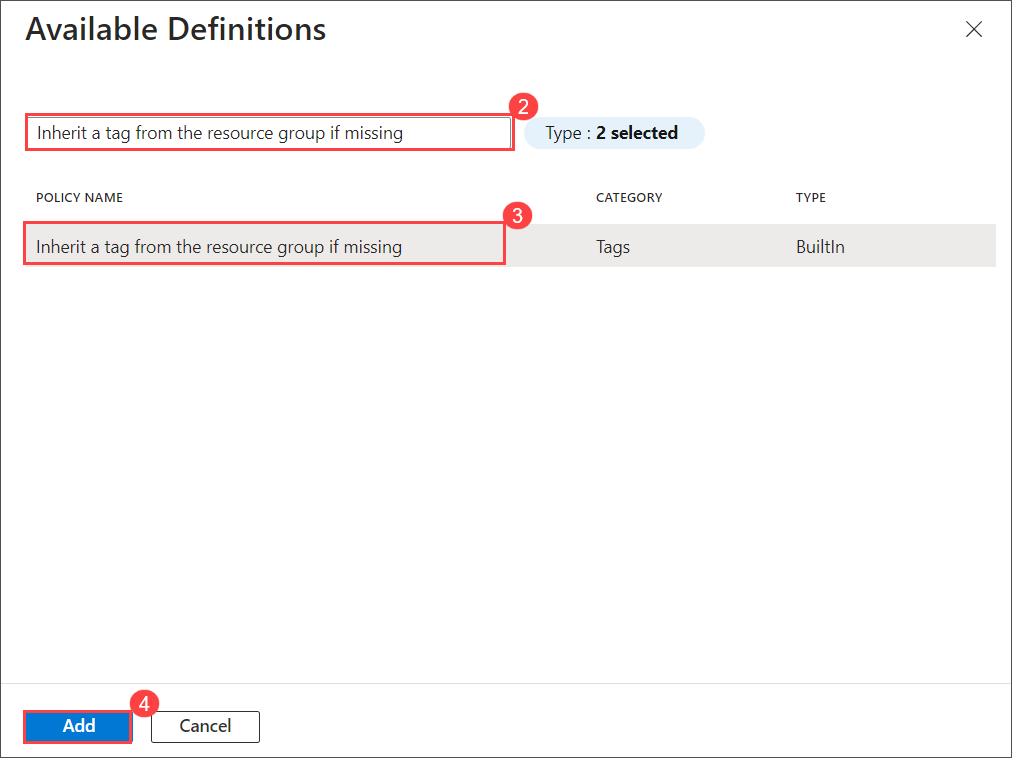 Available Definitions
2
Inherit a tag from the resource group if missing
Type : 2 selected
POLICY NAME CATEGORY TYPE
3
Inherit a tag from the resource group if missing Tags BuiltIn
4
Add Cancel